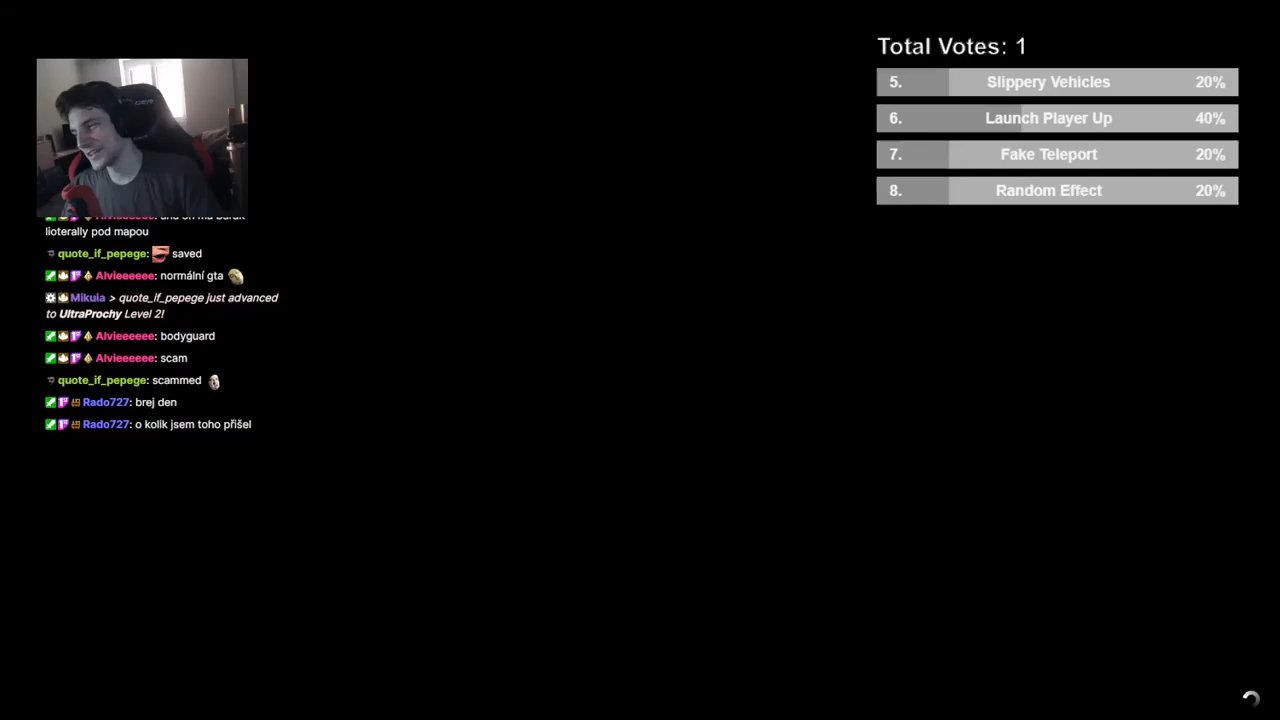 Total Votes: 1
5. Slippery Vehicles 20%
6. Launch Player Up 40%
7. Fake Teleport 20%
8. Random Effect 20%
lioterally pod mapou
quote_if_pepege: saved
Alvieeeeee: normální gta
Mikuia > quote_if_pepege just advanced
to UltraProchy Level 2!
Alvieeeeee: bodyguard
Alvieeeeee: scam
quote_if_pepege: scammed
Rado727: brej den
Rado727: o kolik jsem toho přišel